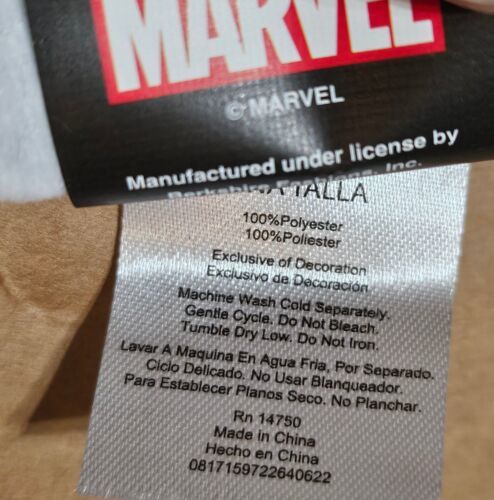 MARVEL
© MARVEL
Manufactured under license by
Inc.
TALLA
100%Polyester
100%Poliester
Exclusive of Decoration
Exclusivo de Decoración
Machine Wash Cold Separately.
Gentle Cycle. Do Not Bleach.
Tumble Dry Low. Do Not Iron.
Lavar A Maquina En Agua Fria, Por Separado.
Ciclo Delicado. No Usar Blanqueador.
Para Establecer Planos Seco. No Planchar.
Rn 14750
Made in China
Hecho en China
0817159722640622